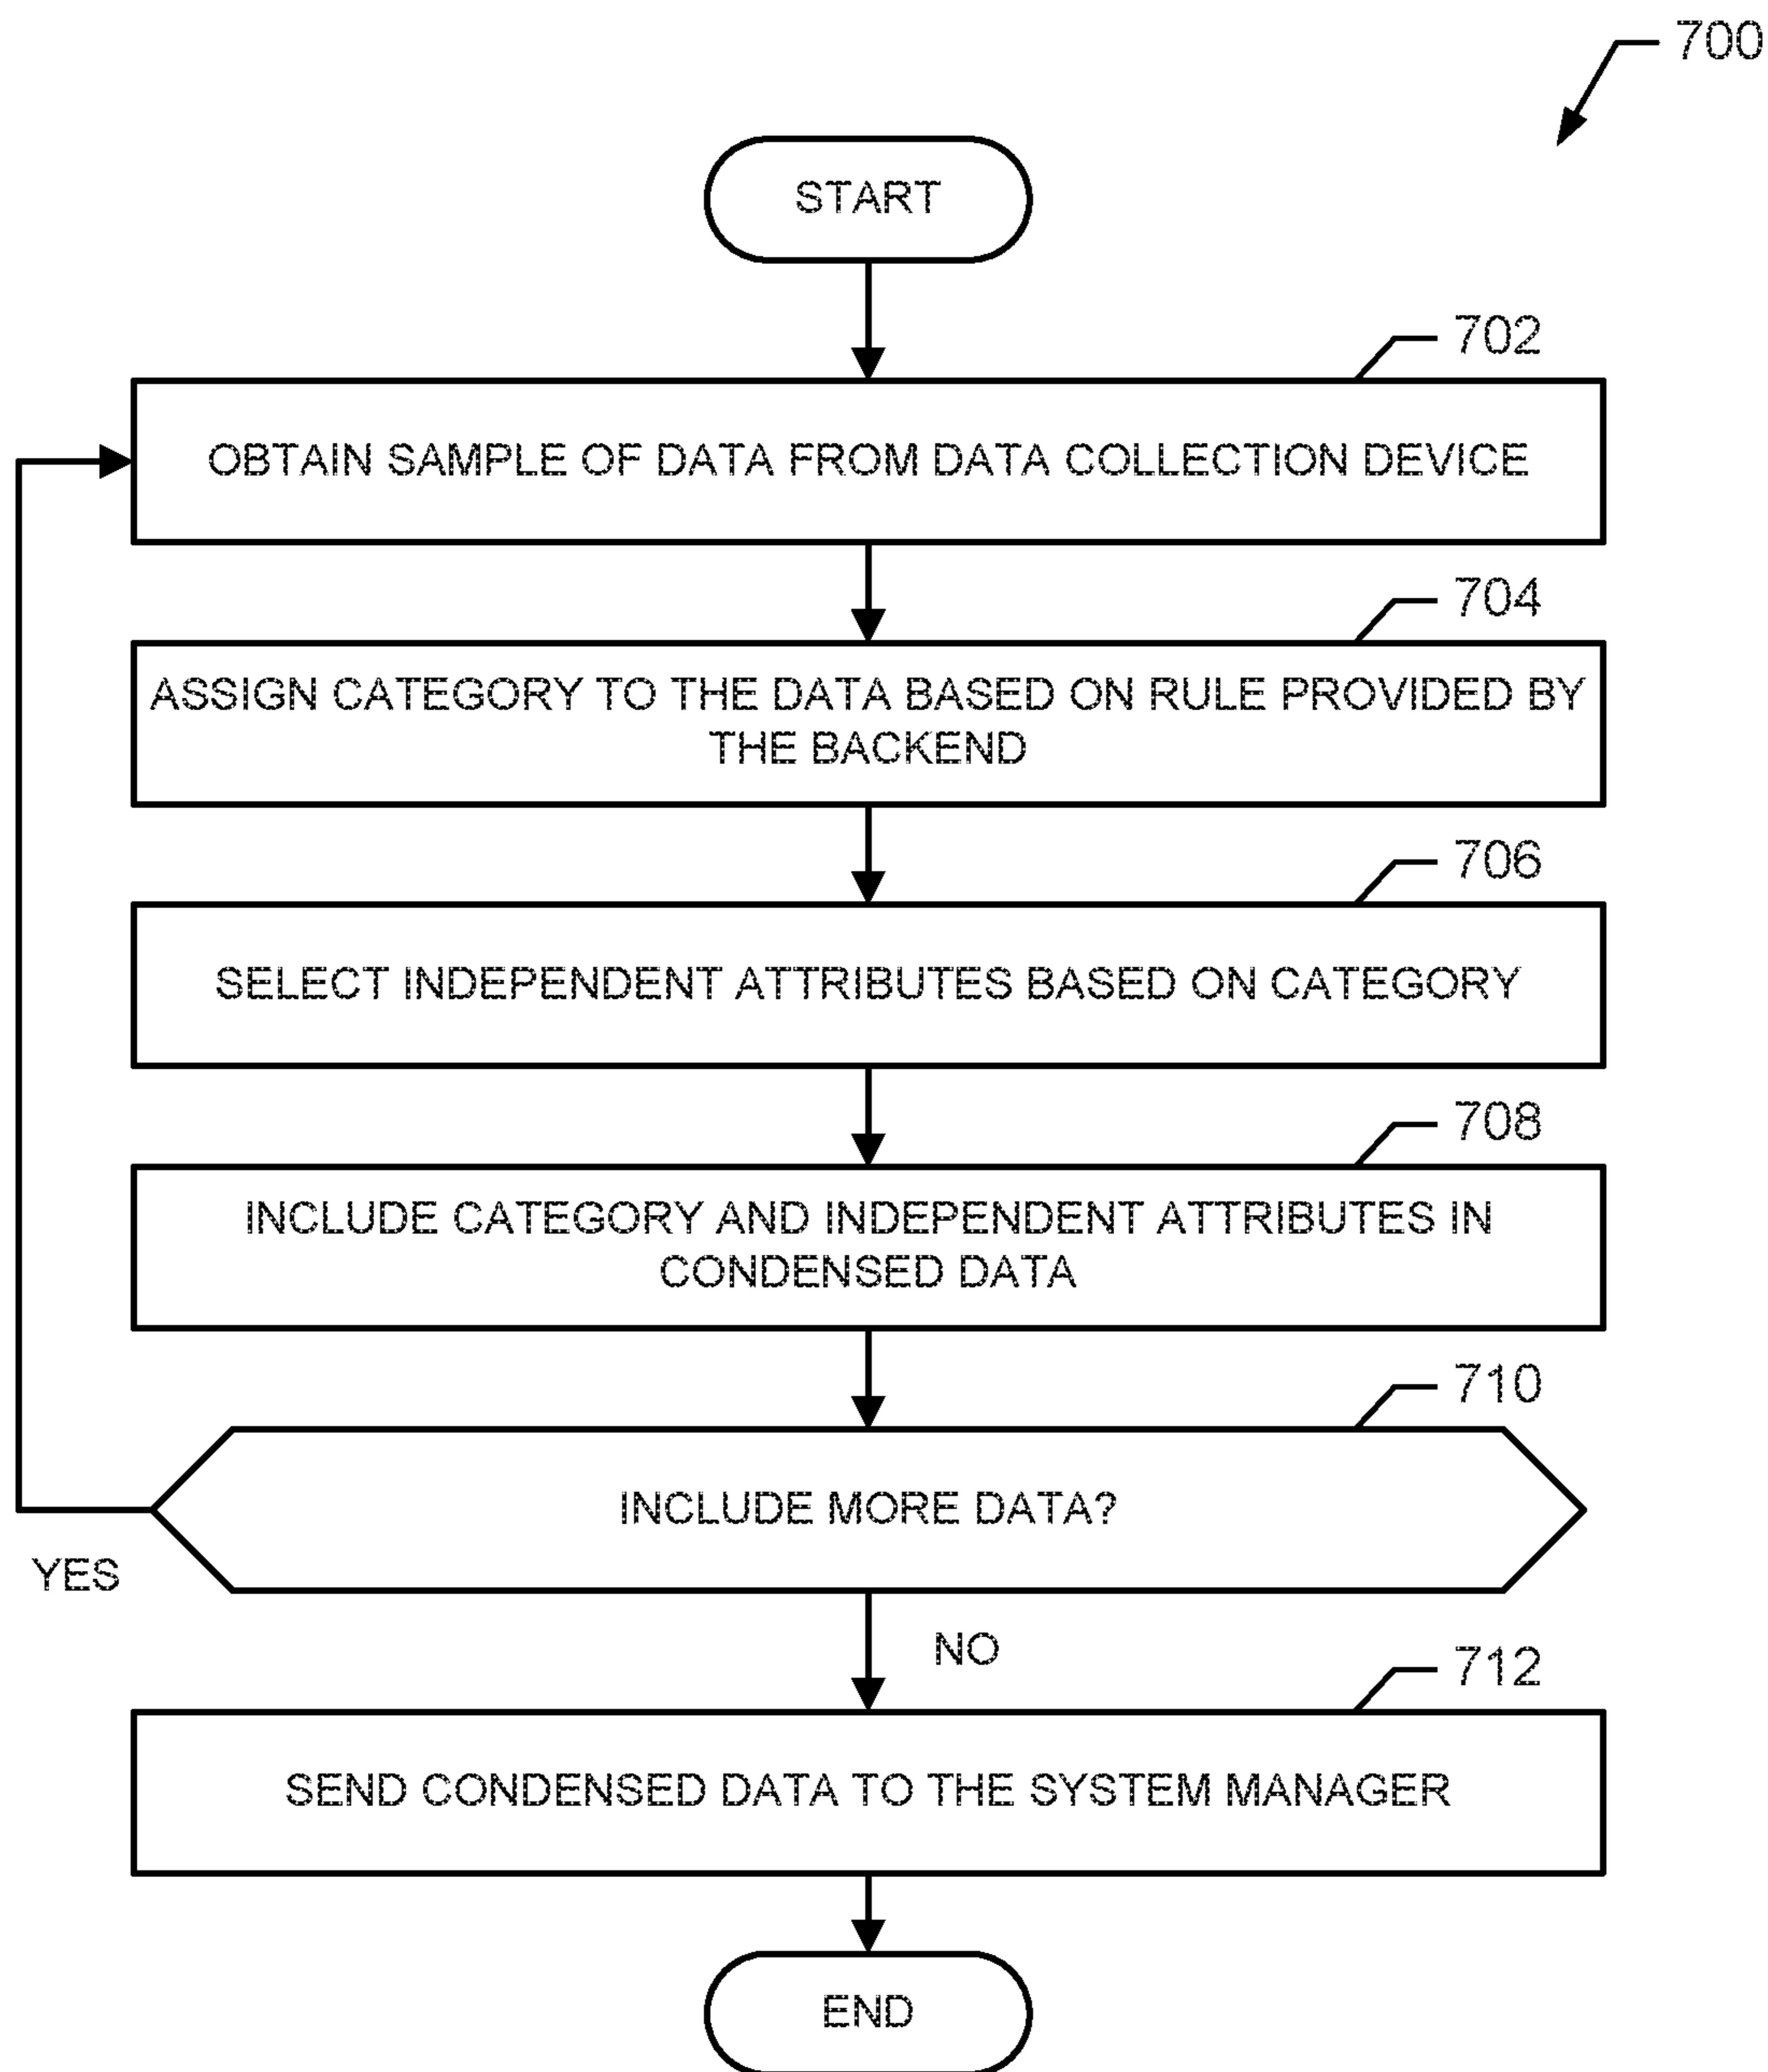 700
START
702
OBTAIN SAMPLE OF DATA FROM DATA COLLECTION DEVICE
704
ASSIGN CATEGORY TO THE DATA BASED ON RULE PROVIDED BY
THE BACKEND
706
SELECT INDEPENDENT ATTRIBUTES BASED ON CATEGORY
708
INCLUDE CATEGORY AND INDEPENDENT ATTRIBUTES IN
CONDENSED DATA
710
INCLUDE MORE DATA?
YES
NO
712
SEND CONDENSED DATA TO THE SYSTEM MANAGER
END